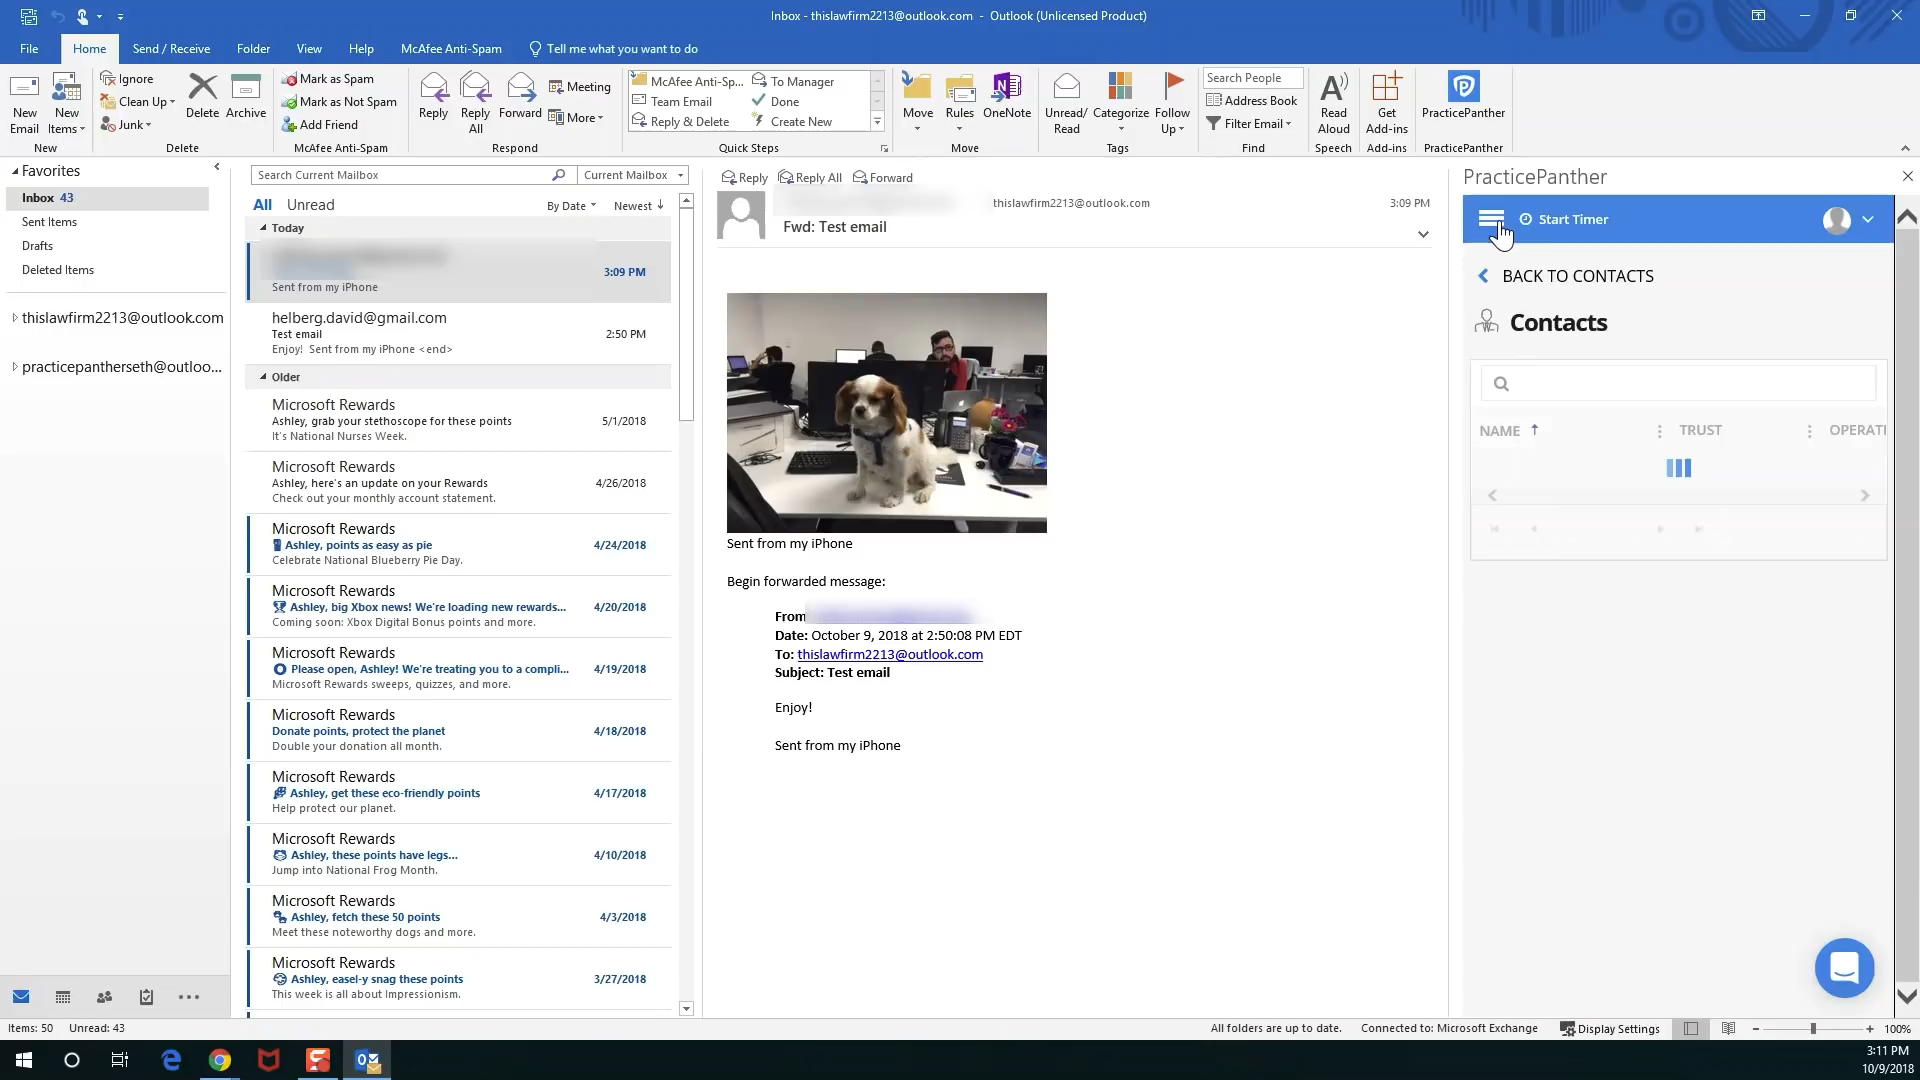 Inbox - thislawfirm2213@outlook.com - Outlook (Unlicensed Product)
File Home Send / Receive Folder View Help McAfee Anti-Spam Tell me what you want to do
New Email
New Items
New
Ignore
Clean Up
Junk
Delete
Archive
Delete
Mark as Spam
Mark as Not Spam
Add Friend
McAfee Anti-Spam
Reply
Reply All
Forward
Meeting
More
Respond
McAfee Anti-Sp...
Team Email
Reply & Delete
To Manager
Done
Create New
Quick Steps
Move
Rules
OneNote
Move
Unread/ Read
Categorize
Follow Up
Tags
Search People
Address Book
Filter Email
Find
Read Aloud
Speech
Get Add-ins
Add-ins
PracticePanther
PracticePanther
Favorites
Inbox 43
Sent Items
Drafts
Deleted Items
thislawfirm2213@outlook.com
practicepantherseth@outloo...
Search Current Mailbox
Current Mailbox
All Unread By Date Newest
Today
3:09 PM
Sent from my iPhone
helberg.david@gmail.com
Test email 2:50 PM
Enjoy! Sent from my iPhone <end>
Older
Microsoft Rewards
Ashley, grab your stethoscope for these points 5/1/2018
It's National Nurses Week.
Microsoft Rewards
Ashley, here's an update on your Rewards 4/26/2018
Check out your monthly account statement.
Microsoft Rewards
Ashley, points as easy as pie 4/24/2018
Celebrate National Blueberry Pie Day.
Microsoft Rewards
Ashley, big Xbox news! We're loading new rewards... 4/20/2018
Coming soon: Xbox Digital Bonus points and more.
Microsoft Rewards
Please open, Ashley! We're treating you to a compli... 4/19/2018
Microsoft Rewards sweeps, quizzes, and more.
Microsoft Rewards
Donate points, protect the planet 4/18/2018
Double your donation all month.
Microsoft Rewards
Ashley, get these eco-friendly points 4/17/2018
Help protect our planet.
Microsoft Rewards
Ashley, these points have legs... 4/10/2018
Jump into National Frog Month.
Microsoft Rewards
Ashley, fetch these 50 points 4/3/2018
Meet these noteworthy dogs and more.
Microsoft Rewards
Ashley, easel-y snag these points 3/27/2018
This week is all about Impressionism.
Reply Reply All Forward
thislawfirm2213@outlook.com 3:09 PM
Fwd: Test email
Sent from my iPhone
Begin forwarded message:
From
Date: October 9, 2018 at 2:50:08 PM EDT
To: thislawfirm2213@outlook.com
Subject: Test email
Enjoy!
Sent from my iPhone
PracticePanther
Start Timer
BACK TO CONTACTS
Contacts
NAME TRUST OPERATI
Items: 50 Unread: 43 All folders are up to date. Connected to: Microsoft Exchange Display Settings 100%
3:11 PM
10/9/2018